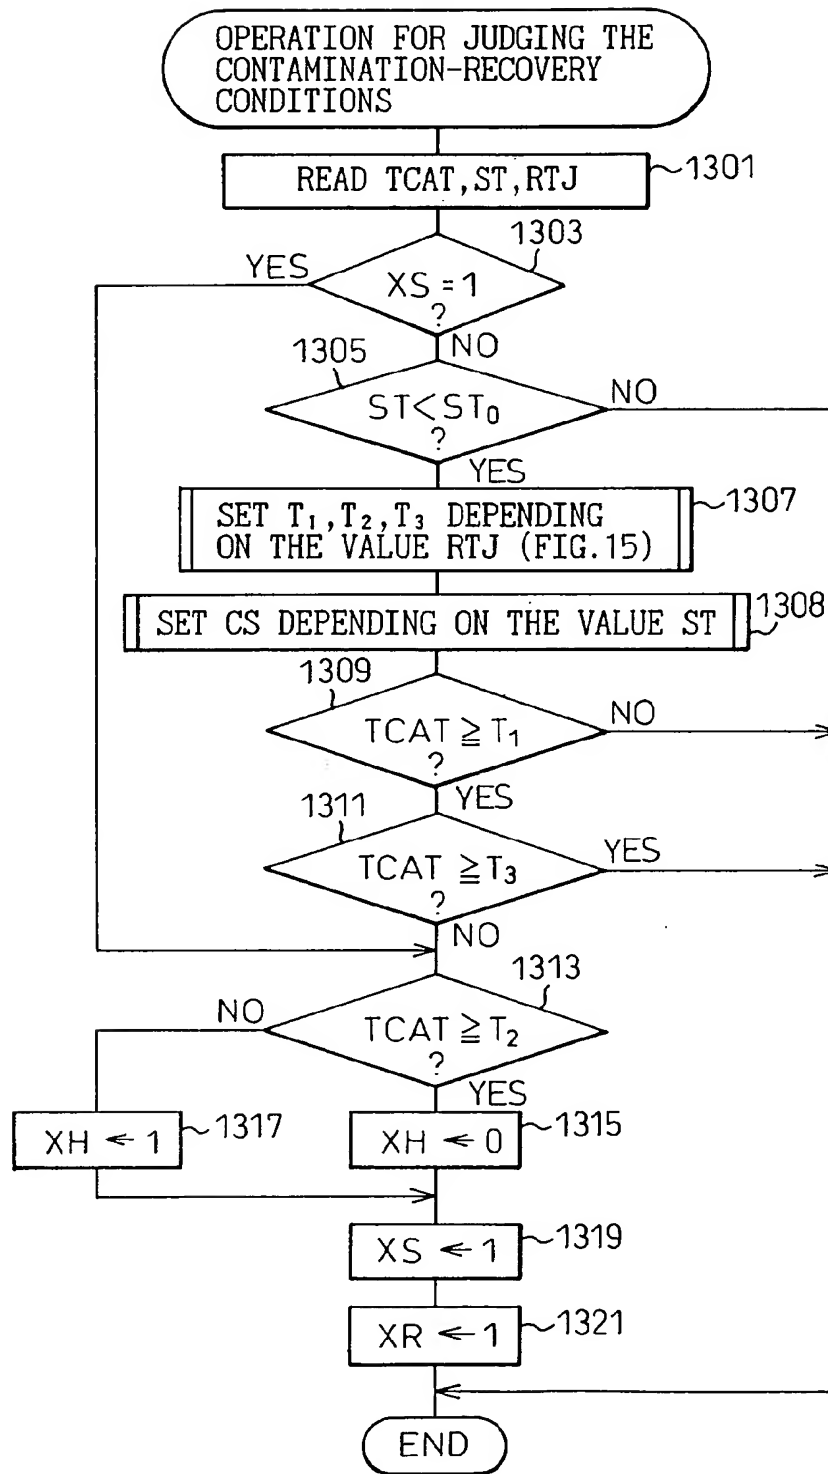 OPERATION FOR JUDGING THE
CONTAMINATION-RECOVERY
CONDITIONS
READ TCAT,ST,RTJ
1301
1303
YES
XS=1
?
NO
1305
ST<ST₀
?
NO
YES
SET T₁,T₂,T₃ DEPENDING
ON THE VALUE RTJ (FIG.15)
1307
SET CS DEPENDING ON THE VALUE ST
1308
1309
TCAT ≧ T₁
?
NO
YES
1311
TCAT ≧ T₃
?
YES
NO
1313
NO
TCAT ≧ T₂
?
YES
XH ← 1
1317
XH ← 0
1315
XS ← 1
1319
XR ← 1
1321
END